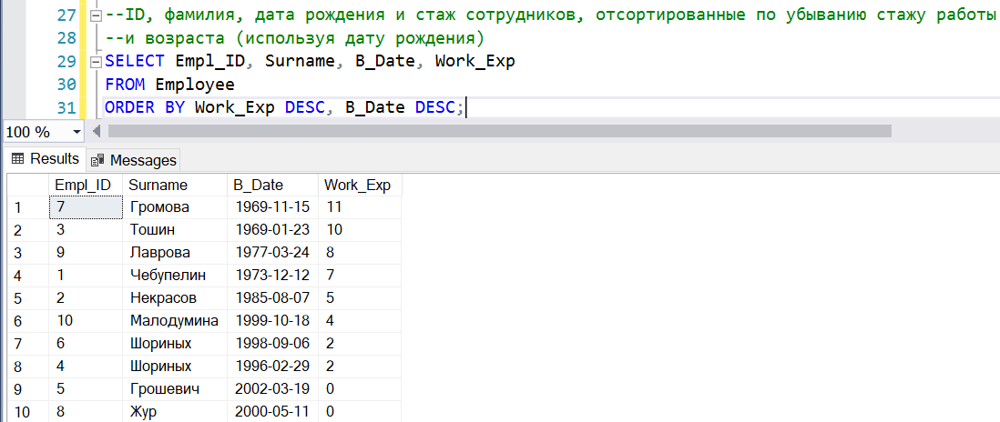 27 --ID, фамилия, дата рождения и стаж сотрудников, отсортированные по убыванию стажу работы
28 --и возраста (используя дату рождения)
29 SELECT Empl_ID, Surname, B_Date, Work_Exp
30 FROM Employee
31 ORDER BY Work_Exp DESC, B_Date DESC;
100 %
Results Messages
Empl_ID Surname B_Date Work_Exp
1 7 Громова 1969-11-15 11
2 3 Тошин 1969-01-23 10
3 9 Лаврова 1977-03-24 8
4 1 Чебупелин 1973-12-12 7
5 2 Некрасов 1985-08-07 5
6 10 Малодумина 1999-10-18 4
7 6 Шориных 1998-09-06 2
8 4 Шориных 1996-02-29 2
9 5 Грошевич 2002-03-19 0
10 8 Жур 2000-05-11 0